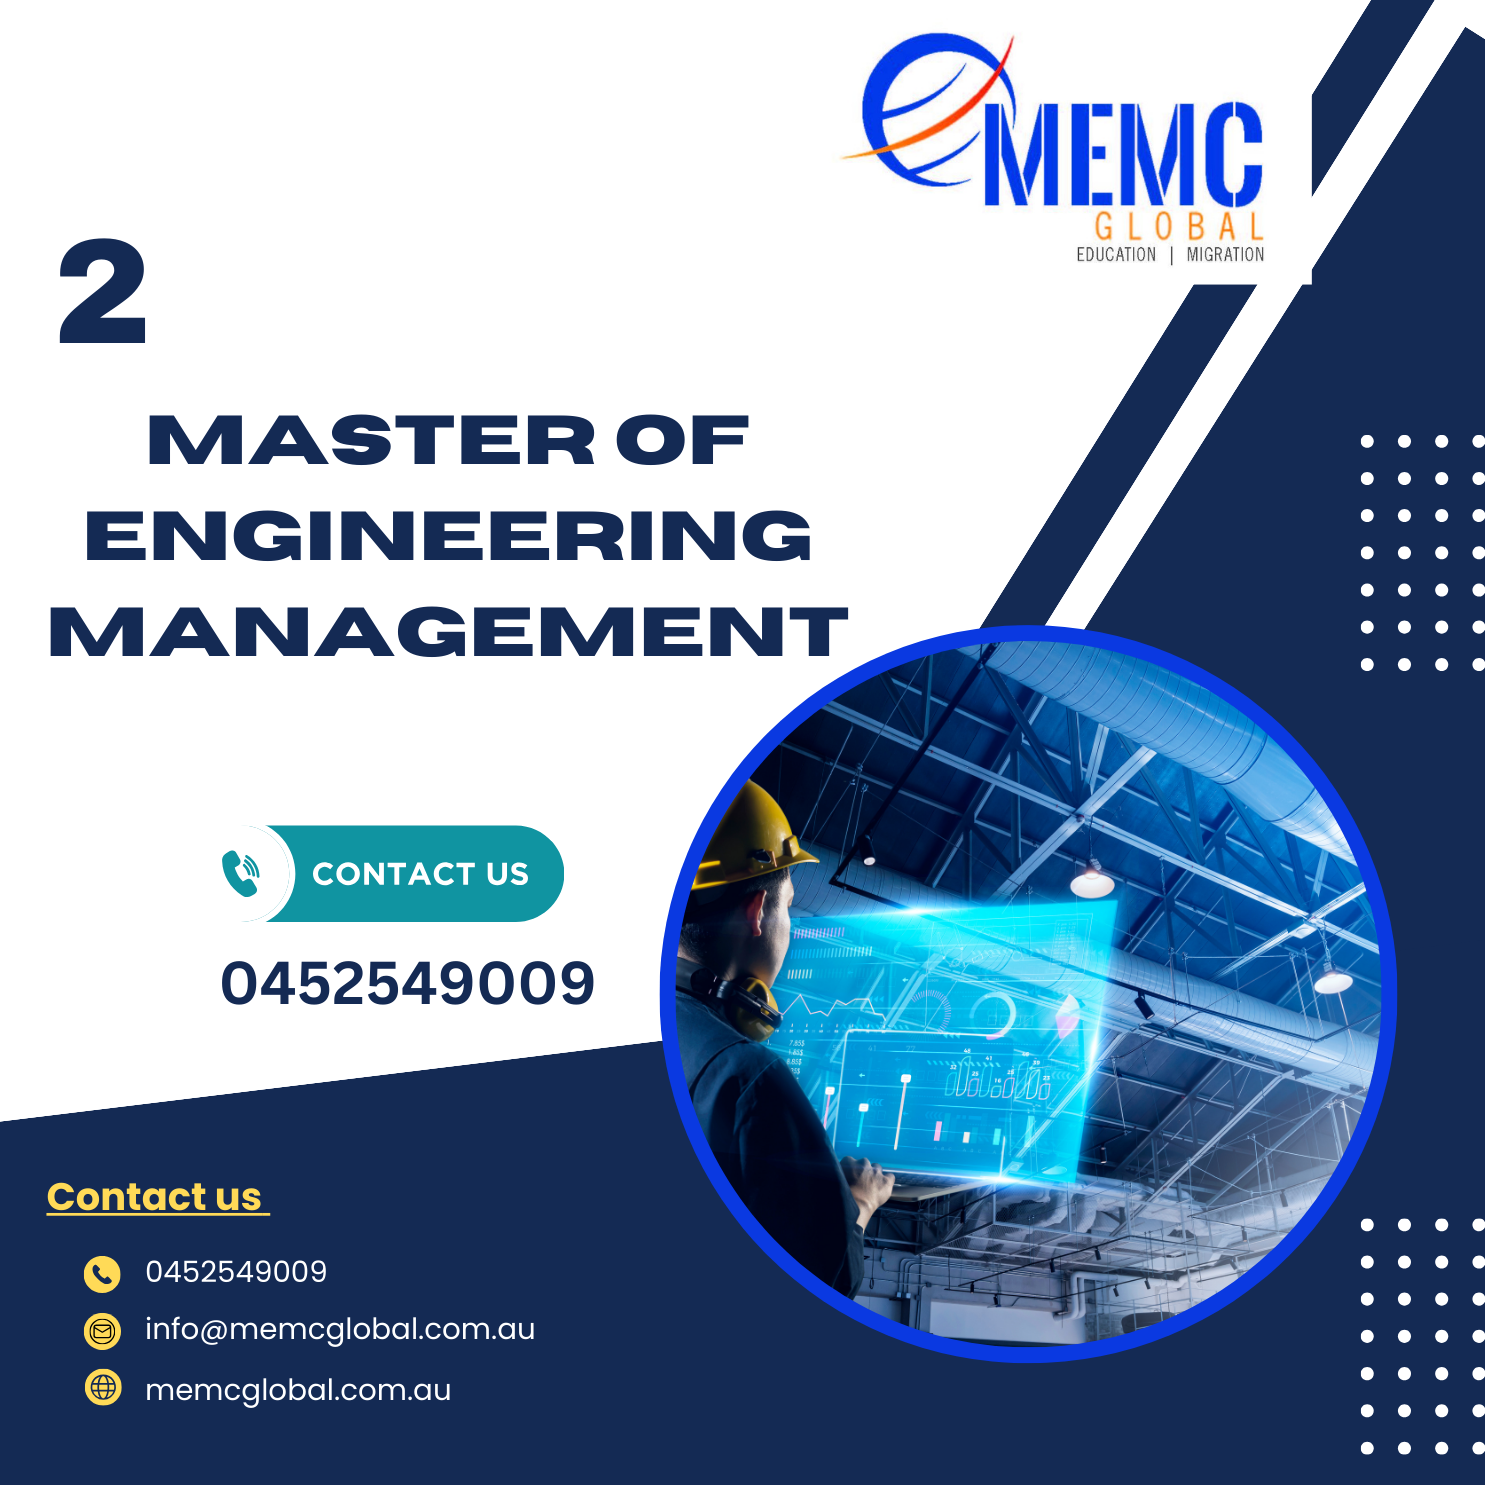 MEMC
GLOBAL
EDUCATION | MIGRATION
2
MASTER OF
ENGINEERING
MANAGEMENT
CONTACT US
0452549009
Contact us
0452549009
info@memcglobal.com.au
memcglobal.com.au